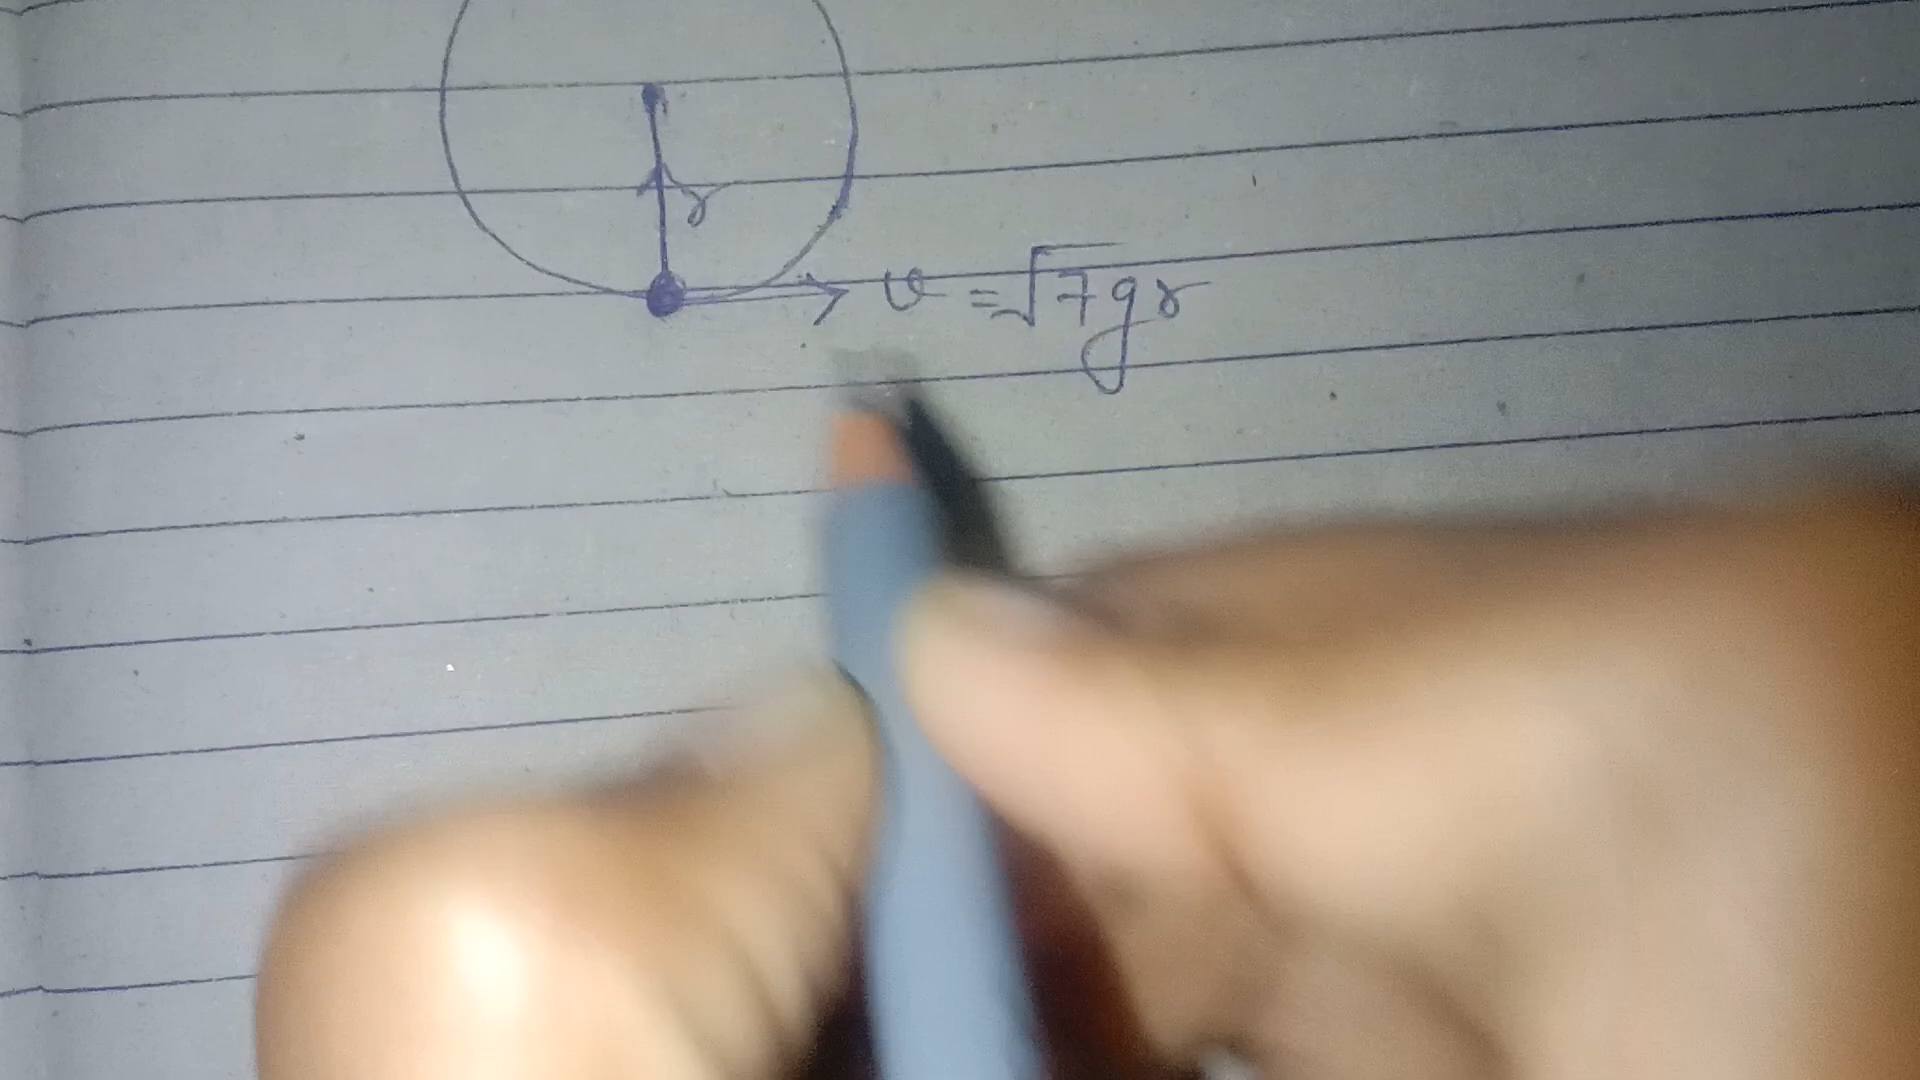 r
v = √7gr